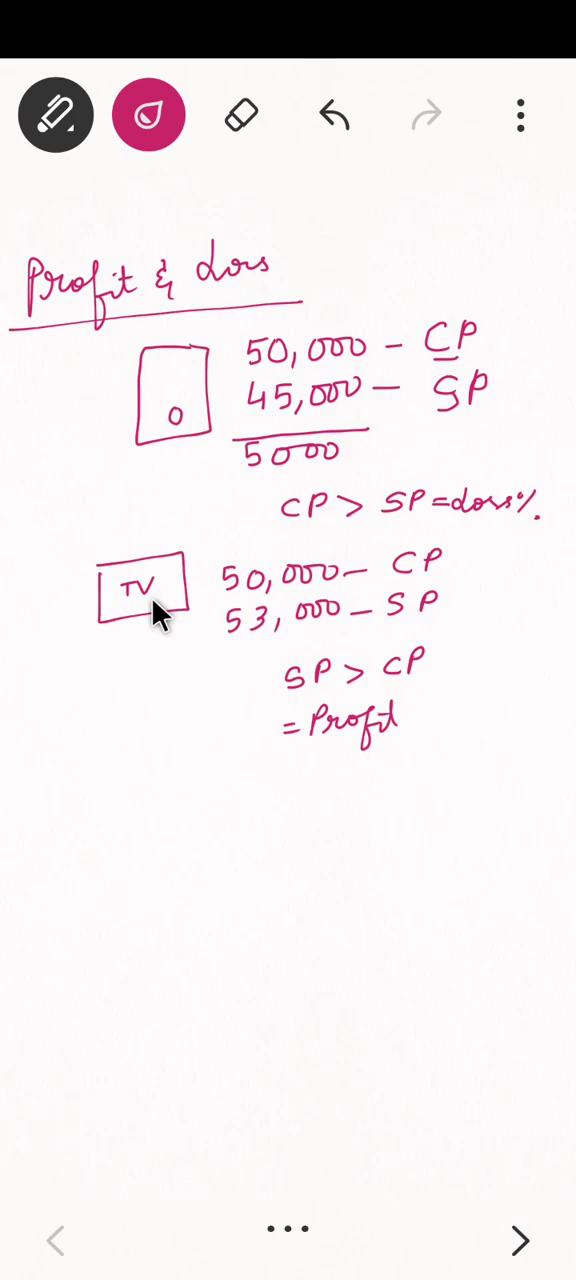 Profit & Loss
50,000 - CP
45,000 - SP
5000
CP > SP = Loss%.
TV
50,000 - CP
53,000 - SP
SP > CP
= Profit